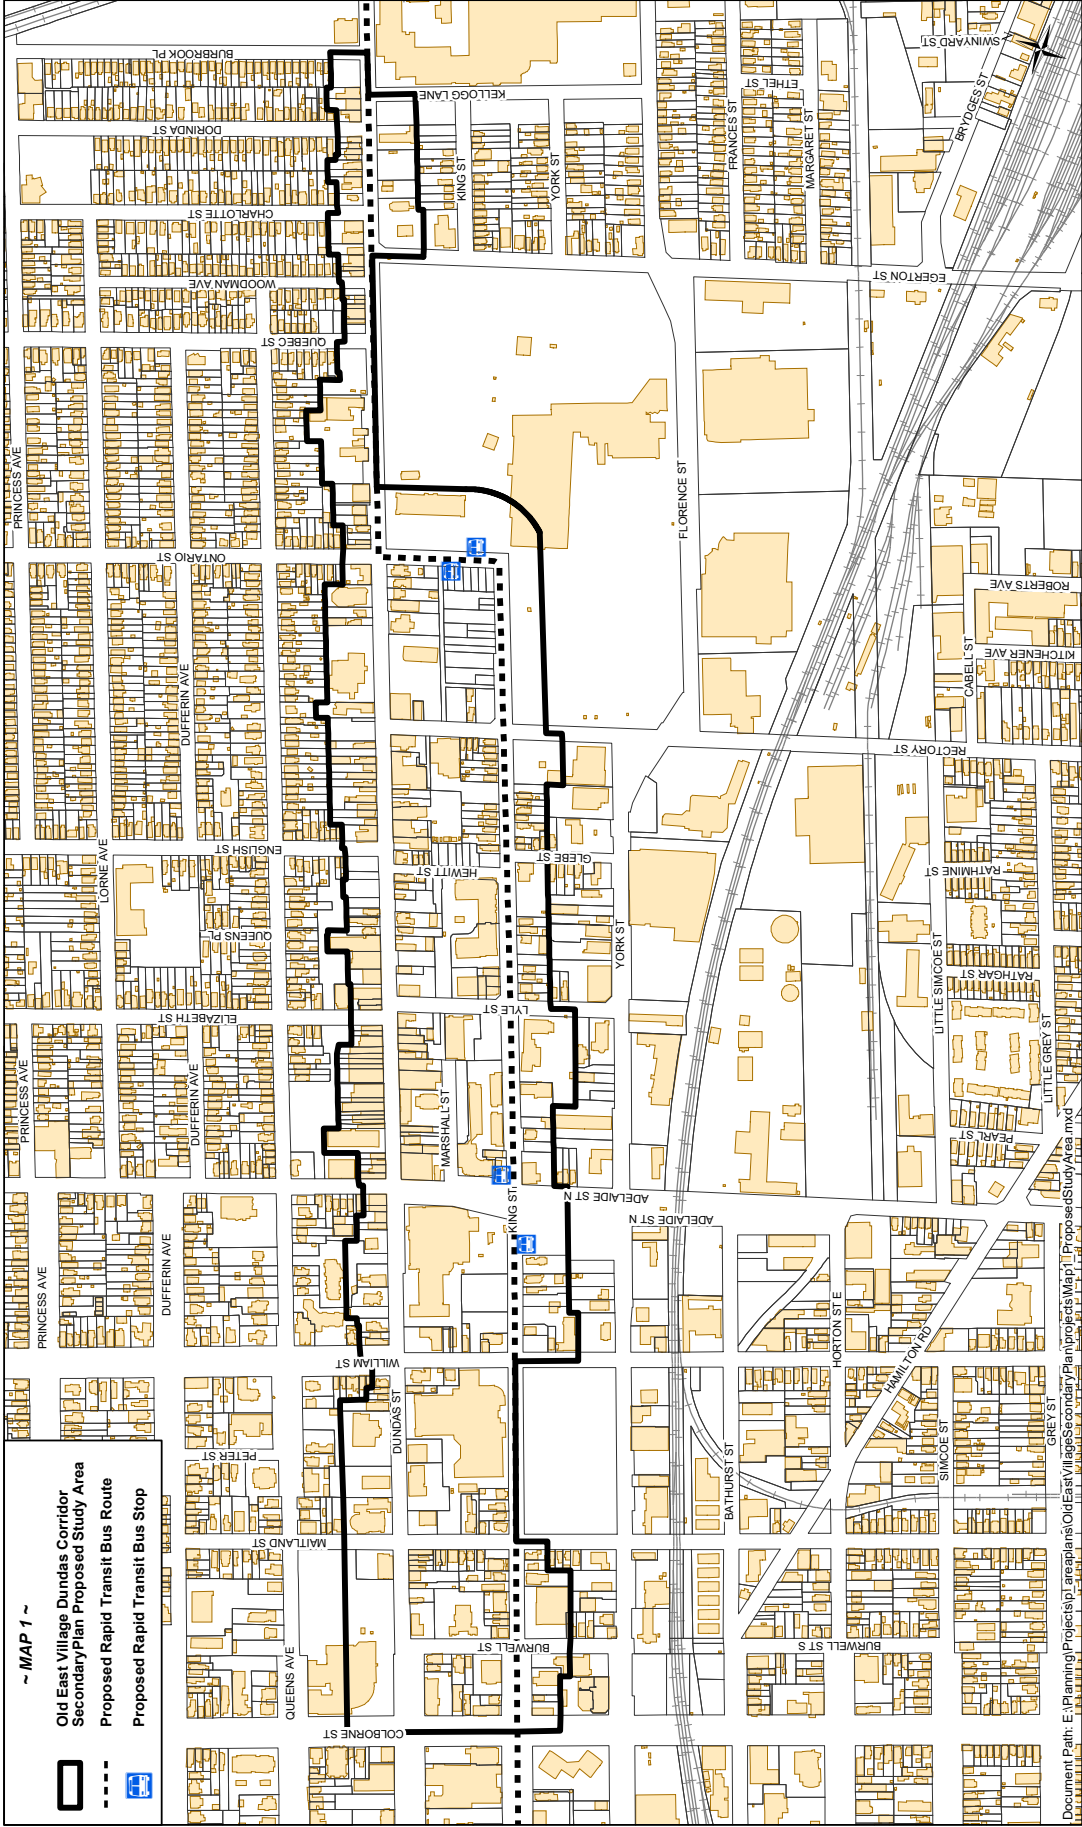 ~ MAP 1 ~
Old East Village Dundas Corridor
Secondary Plan Proposed Study Area
Proposed Rapid Transit Bus Route
Proposed Rapid Transit Bus Stop
BURBROOK PL
DORINDA ST
CHARLOTTE ST
WOODMAN AVE
QUEBEC ST
KELLOGG LANE
KING ST
YORK ST
FRANCES ST
ETHEL ST
MARGARET ST
BRYDGES ST
SWINYARD ST
EGERTON ST
PRINCESS AVE
ONTARIO ST
FLORENCE ST
DUFFERIN AVE
CABELL ST
ROBERTS AVE
KITCHENER AVE
RECTORY ST
LORNE AVE
ENGLISH ST
HEWITT ST
GLEBE ST
RATHMINE ST
QUEENS PL
YORK ST
LITTLE SIMCOE ST
RATHGAR ST
ELIZABETH ST
LYLE ST
LITTLE GREY ST
PRINCESS AVE
DUFFERIN AVE
MARSHALL ST
PEARL ST
KING ST
ADELAIDE ST N
ADELAIDE ST N
PRINCESS AVE
DUFFERIN AVE
HORTON ST E
HAMILTON RD
WILLIAM ST
DUNDAS ST
PETER ST
BATHURST ST
SIMCOE ST
GREY ST
MAITLAND ST
BURWELL ST
BURWELL ST S
QUEENS AVE
COLBORNE ST
Document Path: E:\Planning\Projects\p_areaplans\OldEastVillageSecondaryPlan\projects\Map1_ProposedStudyArea.mxd